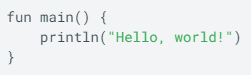 fun main() {
    println("Hello, world!")
}